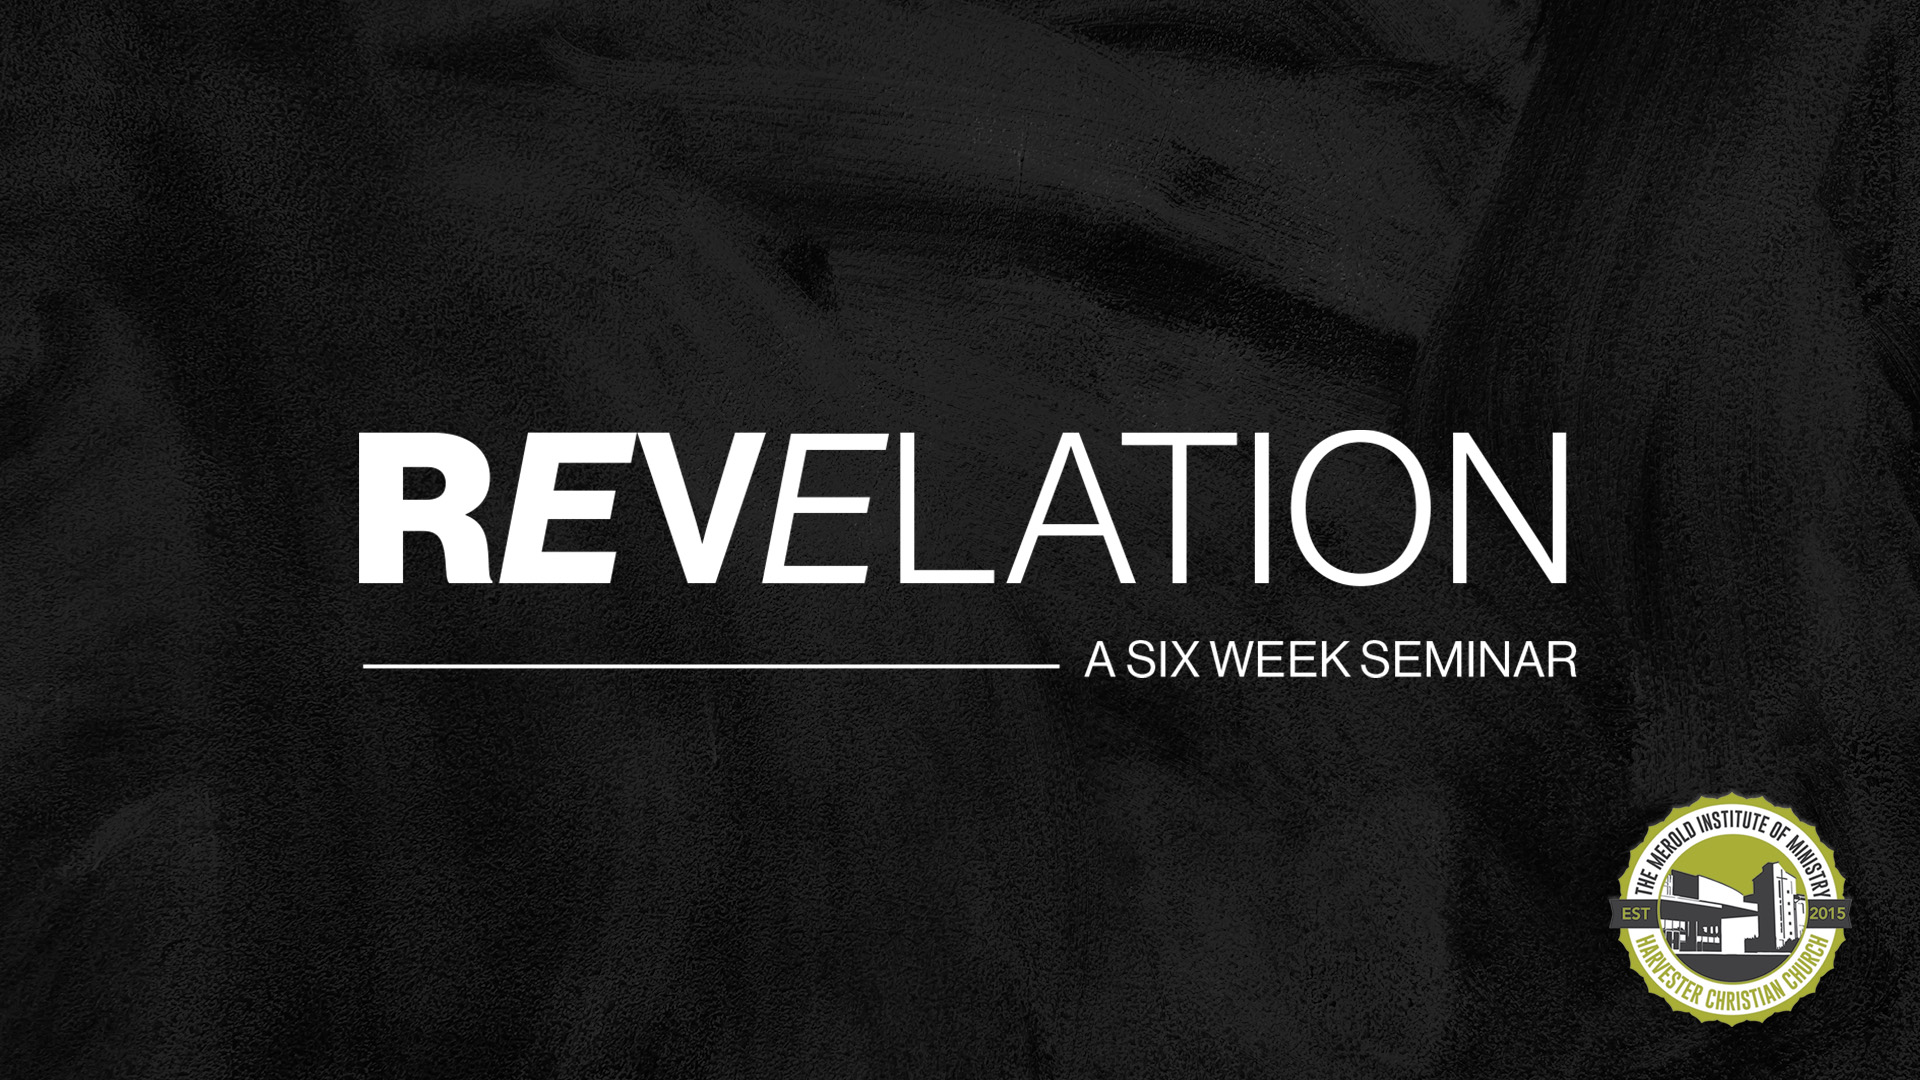 REVELATION
A SIX WEEK SEMINAR
THE MEROLD INSTITUTE OF MINISTRY
EST 2015
HARVESTER CHRISTIAN CHURCH